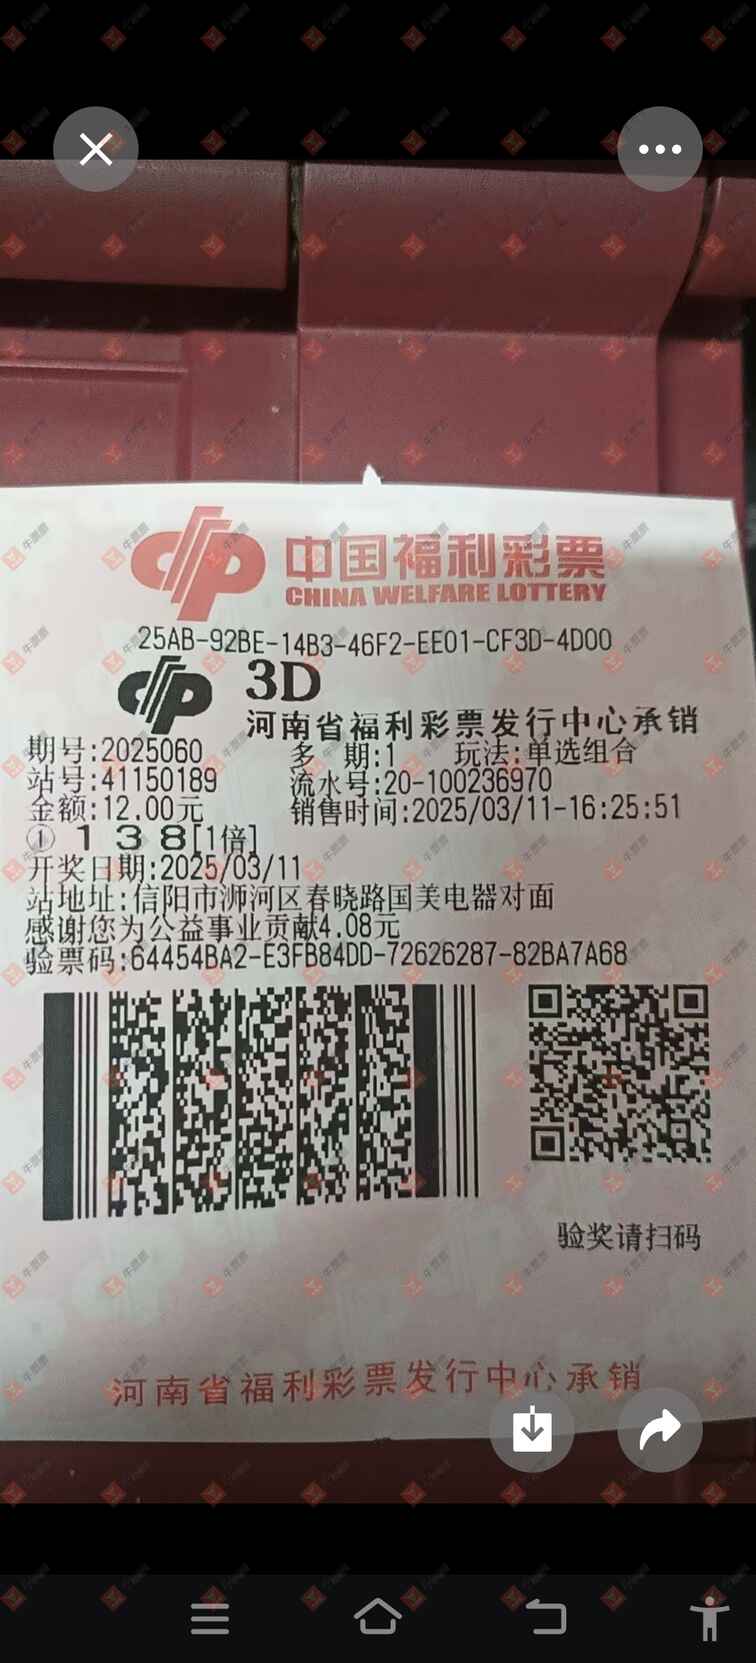 中国福利彩票
CHINA WELFARE LOTTERY
25AB-92BE-14B3-46F2-EE01-CF3D-4D00
3D
河南省福利彩票发行中心承销
期号:2025060 多 期:1 玩法:单选组合
站号:41150189 流水号:20-100236970
金额:12.00元 销售时间:2025/03/11-16:25:51
① 1 3 8[1倍]
开奖日期:2025/03/11
站地址:信阳市浉河区春晓路国美电器对面
感谢您为公益事业贡献4.08元
验票码:64454BA2-E3FB84DD-72626287-82BA7A68
验奖请扫码
河南省福利彩票发行中心承销